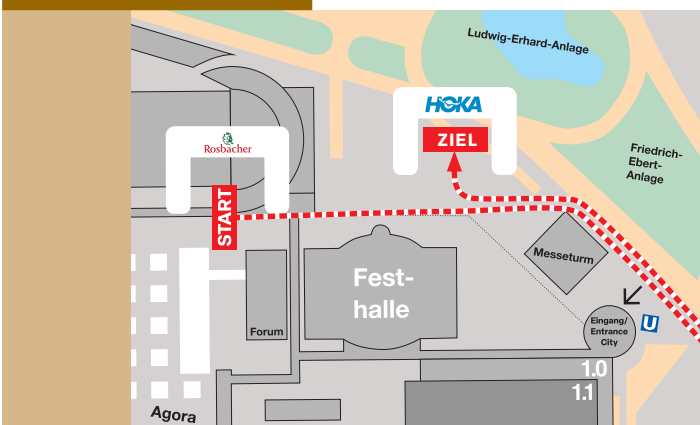 Ludwig-Erhard-Anlage
HOKA
ZIEL
Rosbacher
Friedrich-
Ebert-
Anlage
START
Messeturm
Fest-
halle
Forum
Eingang/
Entrance
City
U
1.0
1.1
Agora